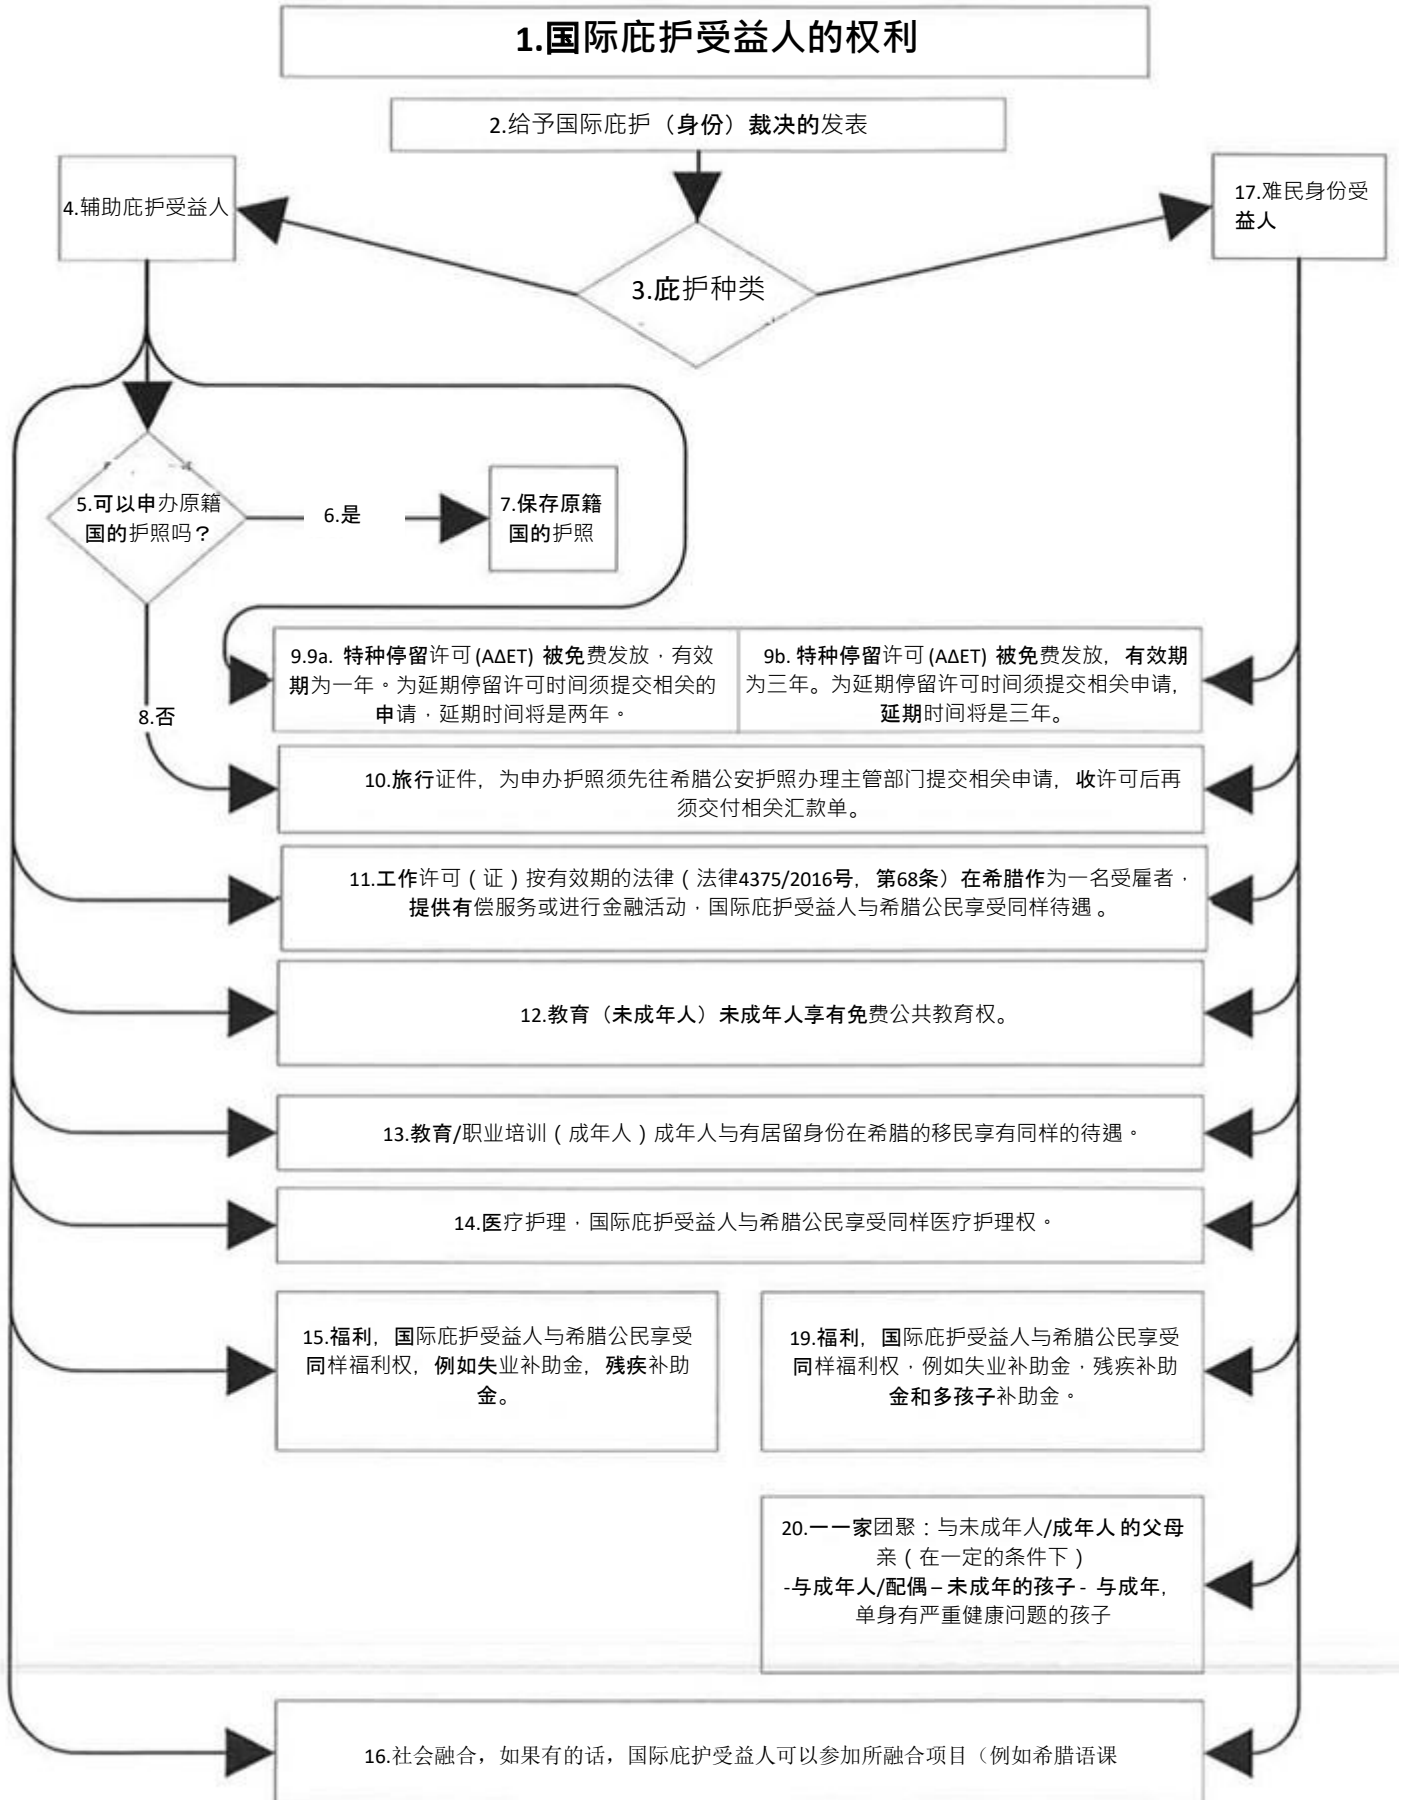 1.国际庇护受益人的权利
2.给予国际庇护（身份）裁决的发表
4.辅助庇护受益人
17.难民身份受
益人
3.庇护种类
5.可以申办原籍
国的护照吗？
6.是
7.保存原籍
国的护照
9.9a. 特种停留许可(ΑΔΕΤ) 被免费发放，有效
期为一年。为延期停留许可时间须提交相关的
申请，延期时间将是两年。
9b. 特种停留许可(ΑΔΕΤ) 被免费发放，有效期
为三年。为延期停留许可时间须提交相关申请，
延期时间将是三年。
8.否
10.旅行证件，为申办护照须先往希腊公安护照办理主管部门提交相关申请，收许可后再
须交付相关汇款单。
11.工作许可（证）按有效期的法律（法律4375/2016号，第68条）在希腊作为一名受雇者，
提供有偿服务或进行金融活动，国际庇护受益人与希腊公民享受同样待遇。
12.教育（未成年人）未成年人享有免费公共教育权。
13.教育/职业培训（成年人）成年人与有居留身份在希腊的移民享有同样的待遇。
14.医疗护理，国际庇护受益人与希腊公民享受同样医疗护理权。
15.福利，国际庇护受益人与希腊公民享受
同样福利权，例如失业补助金，残疾补助
金。
19.福利，国际庇护受益人与希腊公民享受
同样福利权，例如失业补助金，残疾补助
金和多孩子补助金。
20.一一家团聚：与未成年人/成年人的父母
亲（在一定的条件下）
-与成年人/配偶 – 未成年的孩子 - 与成年，
单身有严重健康问题的孩子
16.社会融合，如果有的话，国际庇护受益人可以参加所融合项目（例如希腊语课